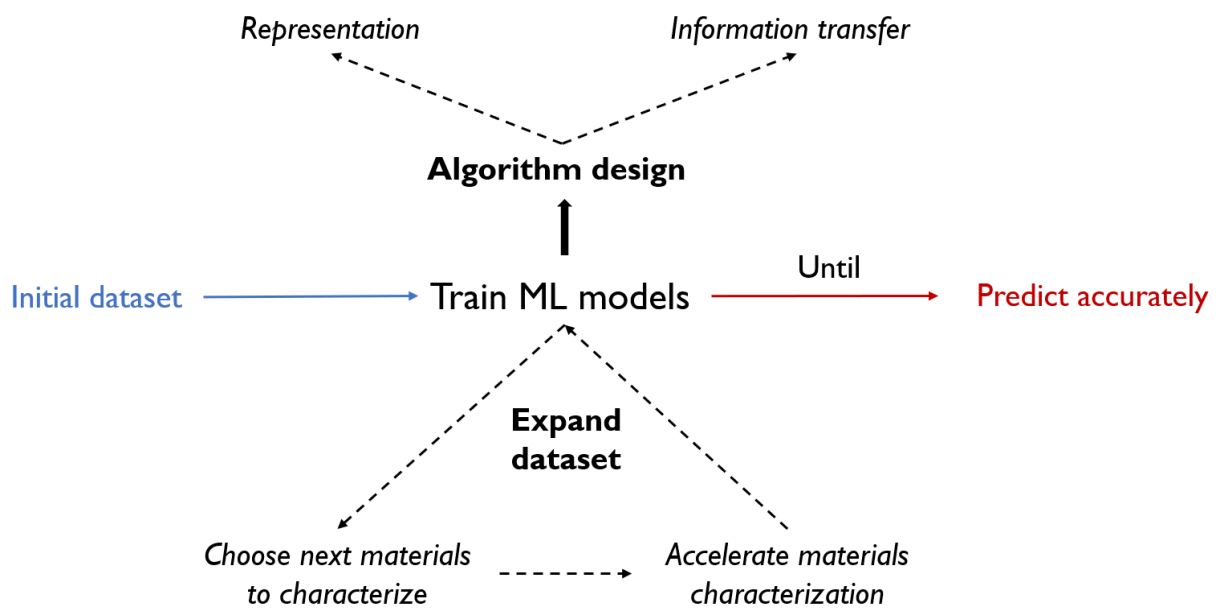 Representation
Information transfer
Algorithm design
Until
Initial dataset
Train ML models
Predict accurately
Expand
dataset
Choose next materials
to characterize
Accelerate materials
characterization